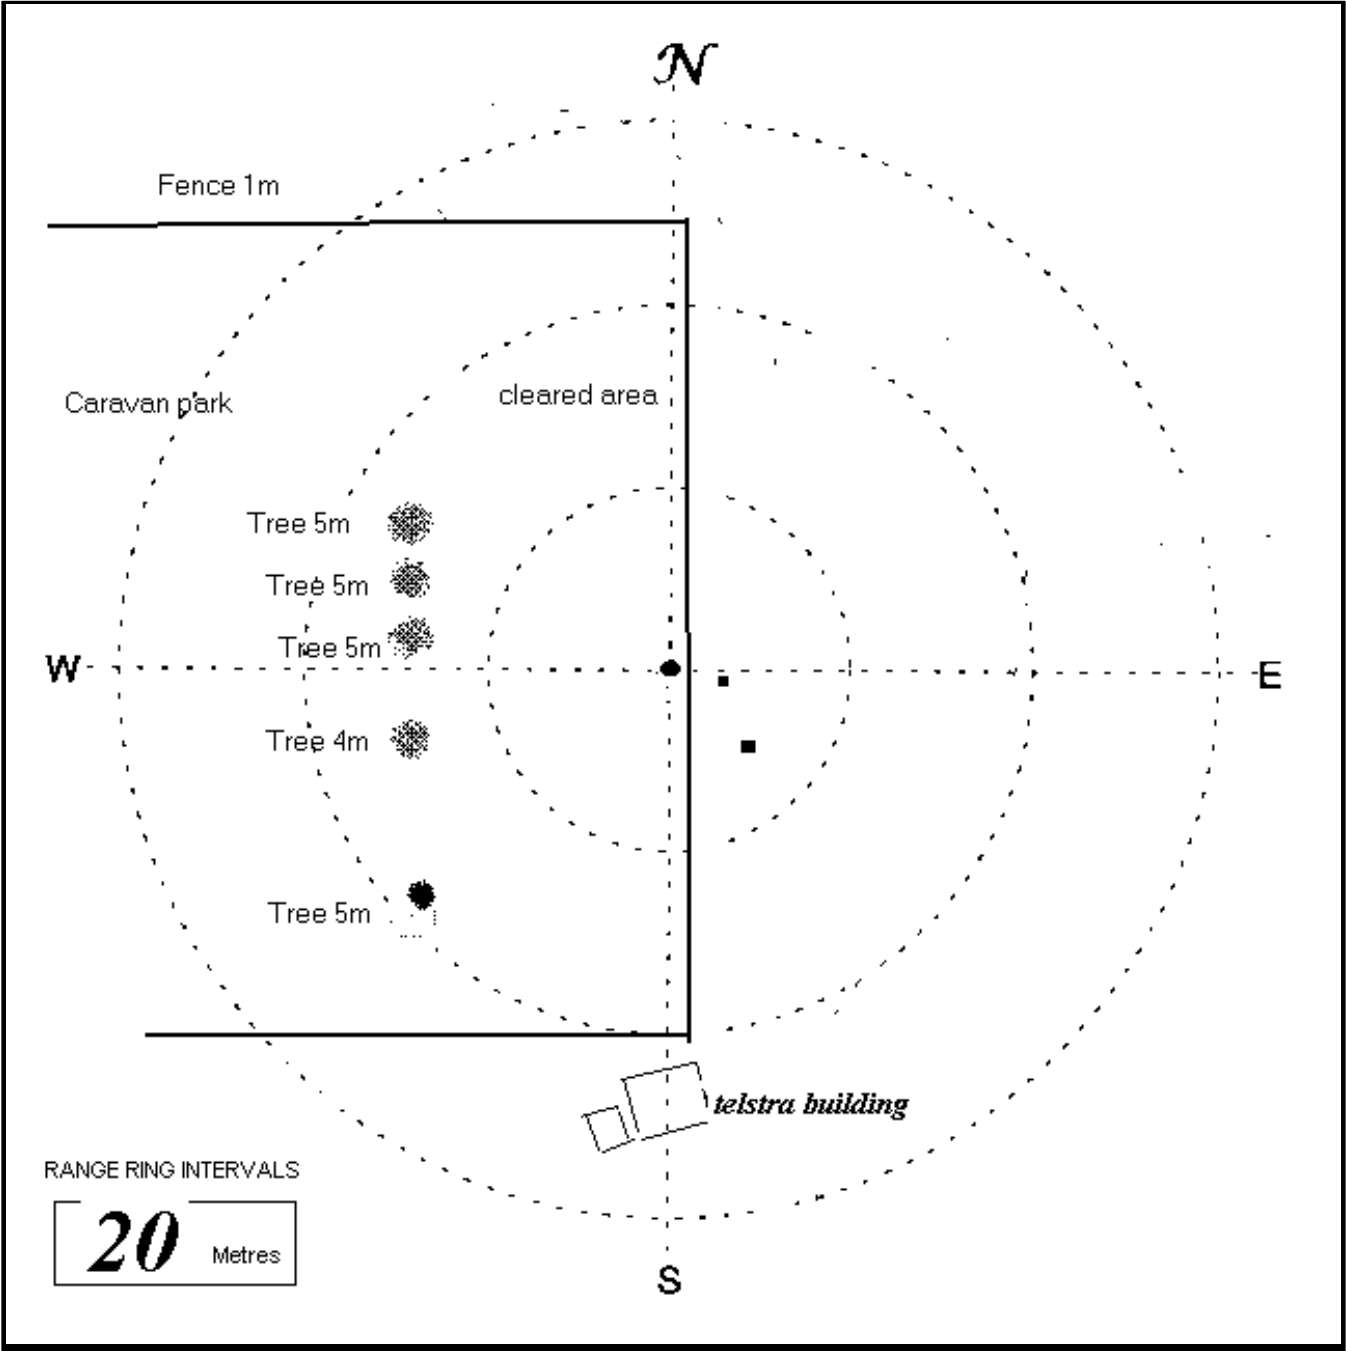 N
Fence 1m
Caravan park
cleared area
Tree 5m
Tree 5m
Tree 5m
W
E
Tree 4m
Tree 5m
telstra building
RANGE RING INTERVALS
20 Metres
S